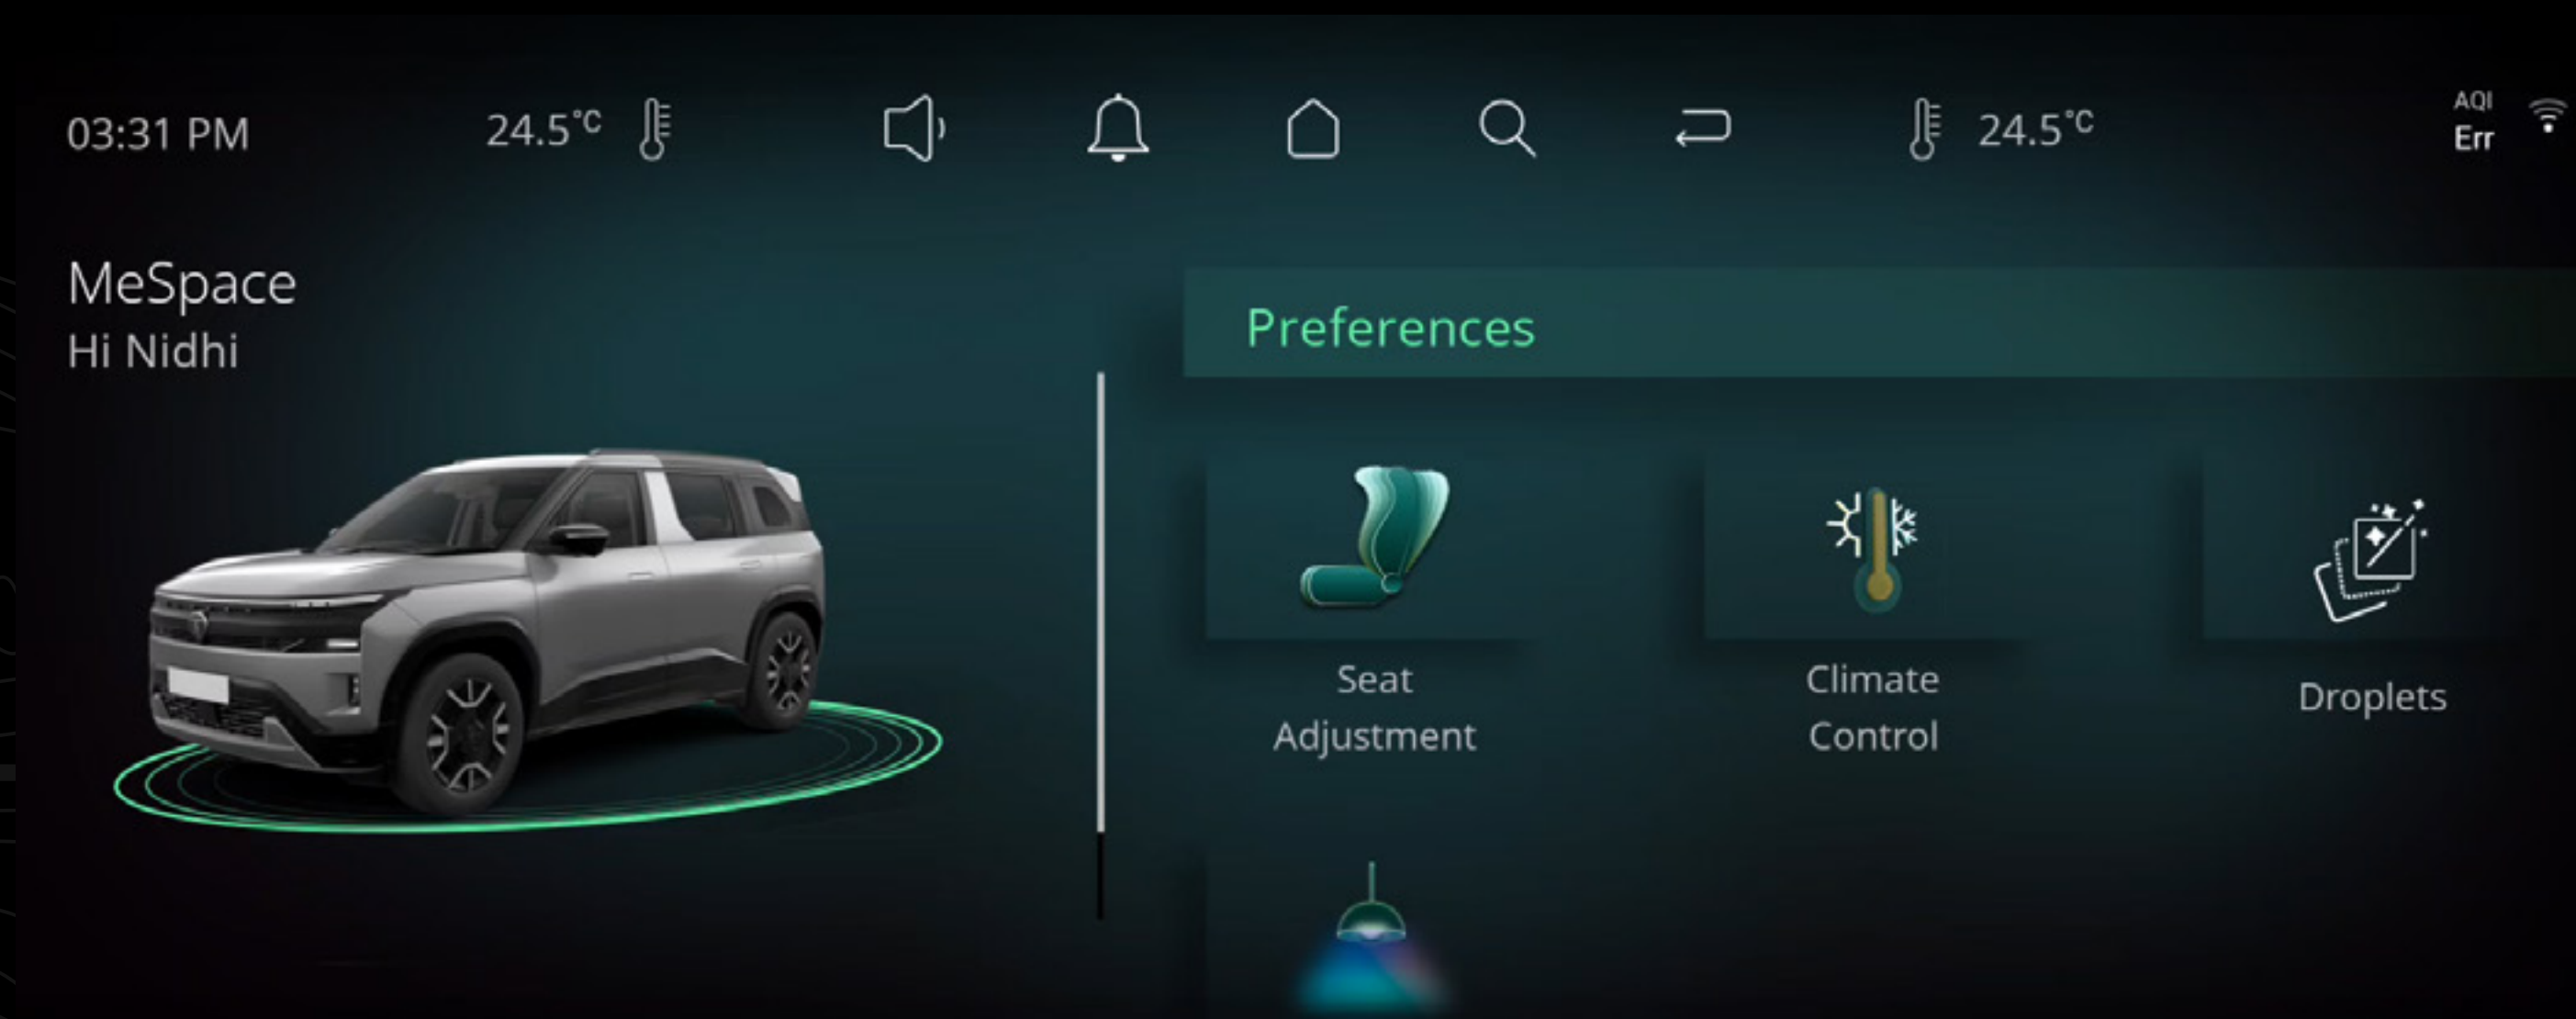 03:31 PM
24.5°C
24.5°C
AQI
Err
MeSpace
Hi Nidhi
Preferences
Seat
Adjustment
Climate
Control
Droplets